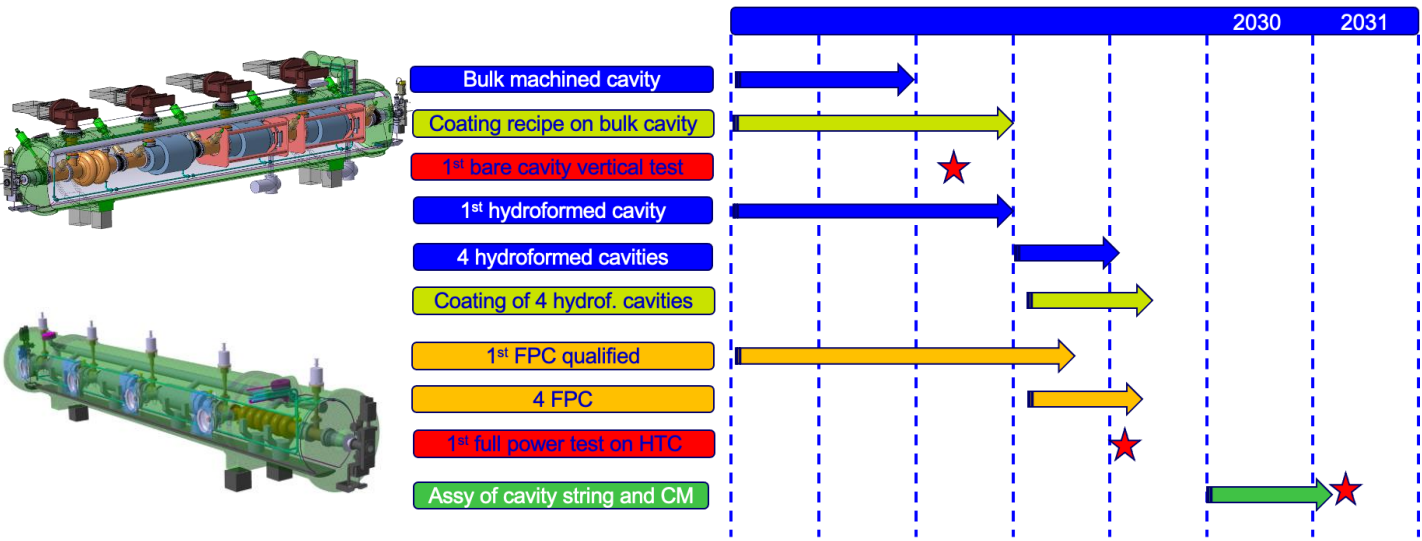 2030 2031
Bulk machined cavity
Coating recipe on bulk cavity
1st bare cavity vertical test
1st hydroformed cavity
4 hydroformed cavities
Coating of 4 hydrof. cavities
1st FPC qualified
4 FPC
1st full power test on HTC
Assy of cavity string and CM